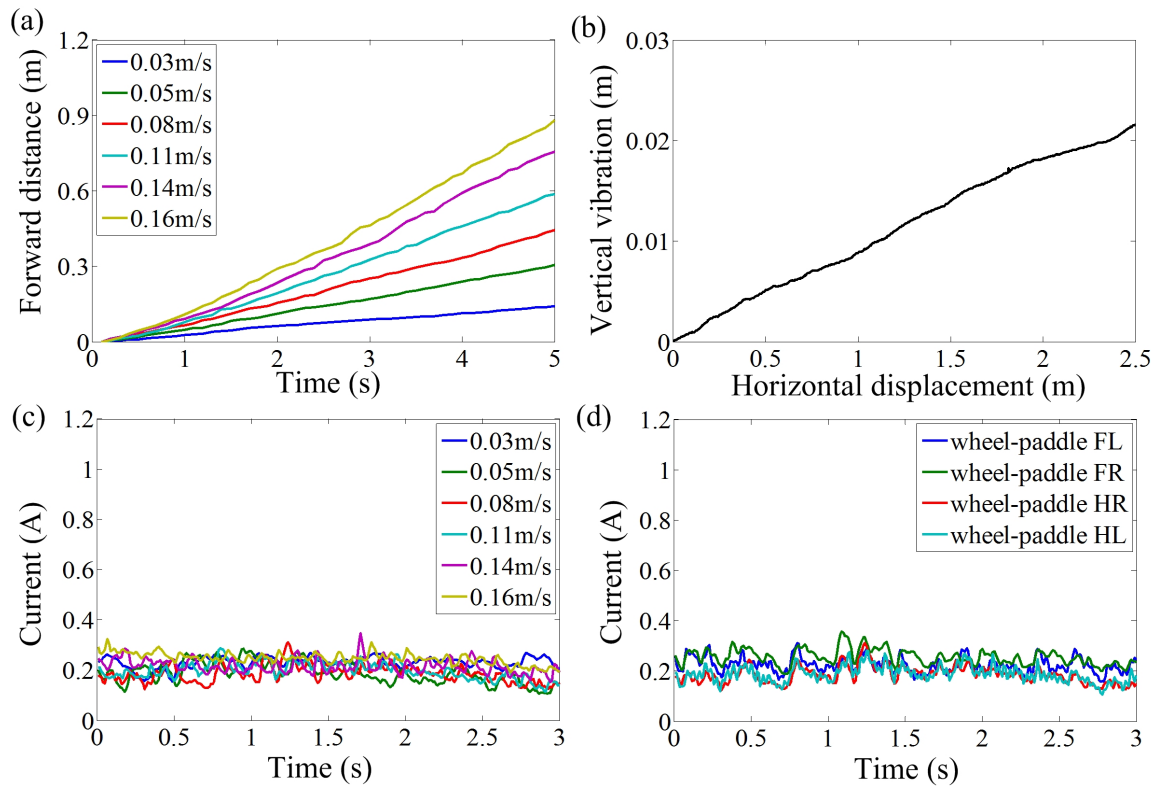 (a)
1.2
0.9
0.6
0.3
0
Forward distance (m)
0.03m/s
0.05m/s
0.08m/s
0.11m/s
0.14m/s
0.16m/s
1
2
3
4
5
Time (s)
(b)
0.03
0.02
0.01
0
Vertical vibration (m)
0
0.5
1
1.5
2
2.5
Horizontal displacement (m)
(c)
1.2
1
0.8
0.6
0.4
0.2
0
Current (A)
0.03m/s
0.05m/s
0.08m/s
0.11m/s
0.14m/s
0.16m/s
0
0.5
1
1.5
2
2.5
3
Time (s)
(d)
1.2
1
0.8
0.6
0.4
0.2
0
Current (A)
wheel-paddle FL
wheel-paddle FR
wheel-paddle HR
wheel-paddle HL
0
0.5
1
1.5
2
2.5
3
Time (s)